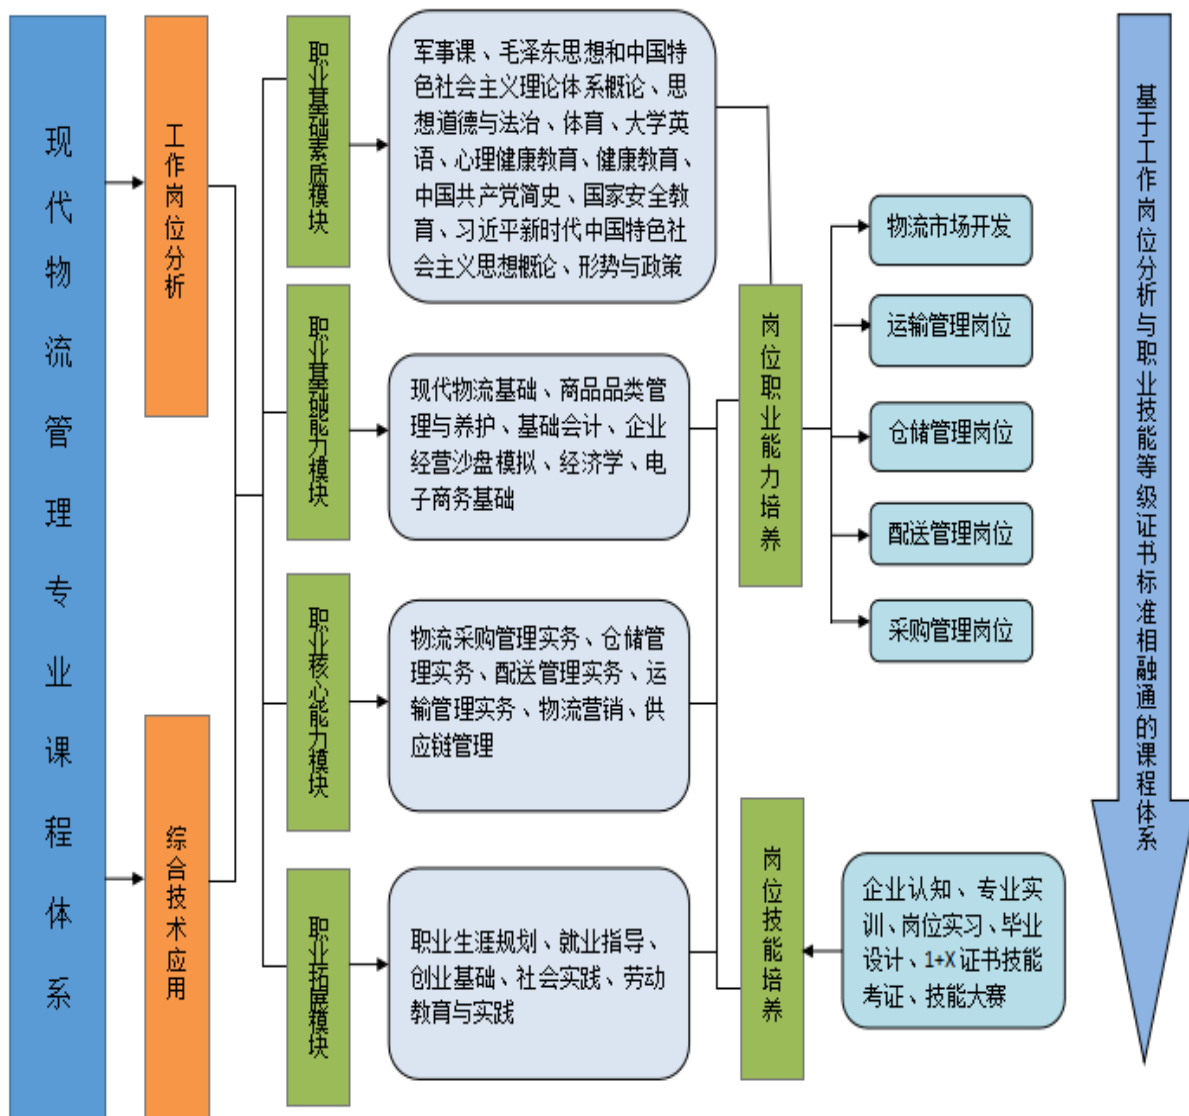 现代物流管理专业课程体系
工作岗位分析
综合技术应用
职业基础素质模块
军事课、毛泽东思想和中国特
色社会主义理论体系概论、思
想道德与法治、体育、大学英
语、心理健康教育、健康教育、
中国共产党简史、国家安全教
育、习近平新时代中国特色社
会主义思想概论、形势与政策
职业基础能力模块
现代物流基础、商品品类管
理与养护、基础会计、企业
经营沙盘模拟、经济学、电
子商务基础
职业核心能力模块
物流采购管理实务、仓储管
理实务、配送管理实务、运
输管理实务、物流营销、供
应链管理
职业拓展模块
职业生涯规划、就业指导、
创业基础、社会实践、劳动
教育与实践
岗位职业能力培养
物流市场开发
运输管理岗位
仓储管理岗位
配送管理岗位
采购管理岗位
岗位技能培养
企业认知、专业实
训、岗位实习、毕业
设计、1+X 证书技能
考证、技能大赛
基于工作岗位分析与职业技能等级证书标准相融通的课程体系